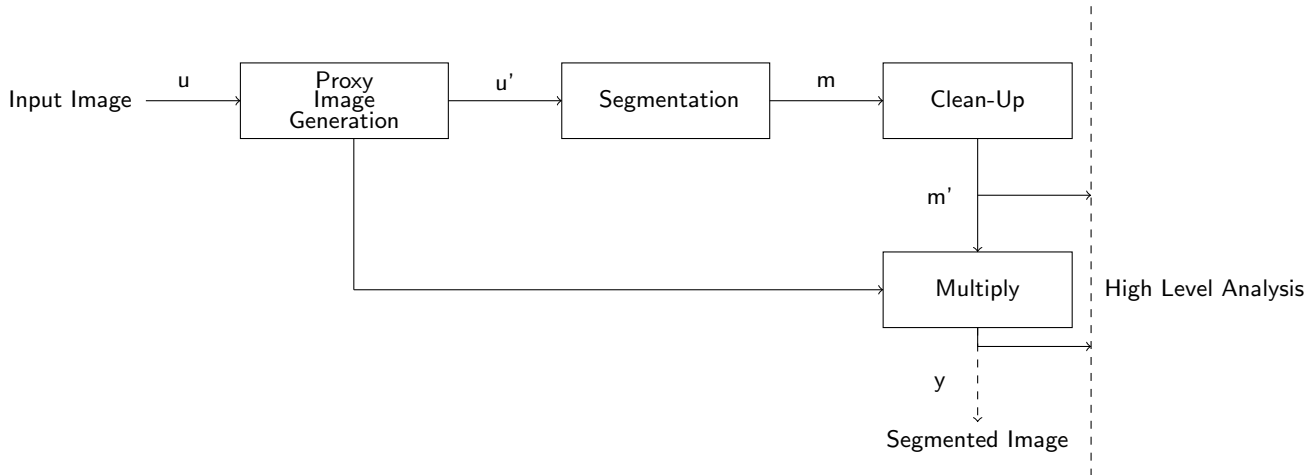 Input Image
u
Proxy
Image
Generation
u'
Segmentation
m
Clean-Up
m'
Multiply
High Level Analysis
y
Segmented Image